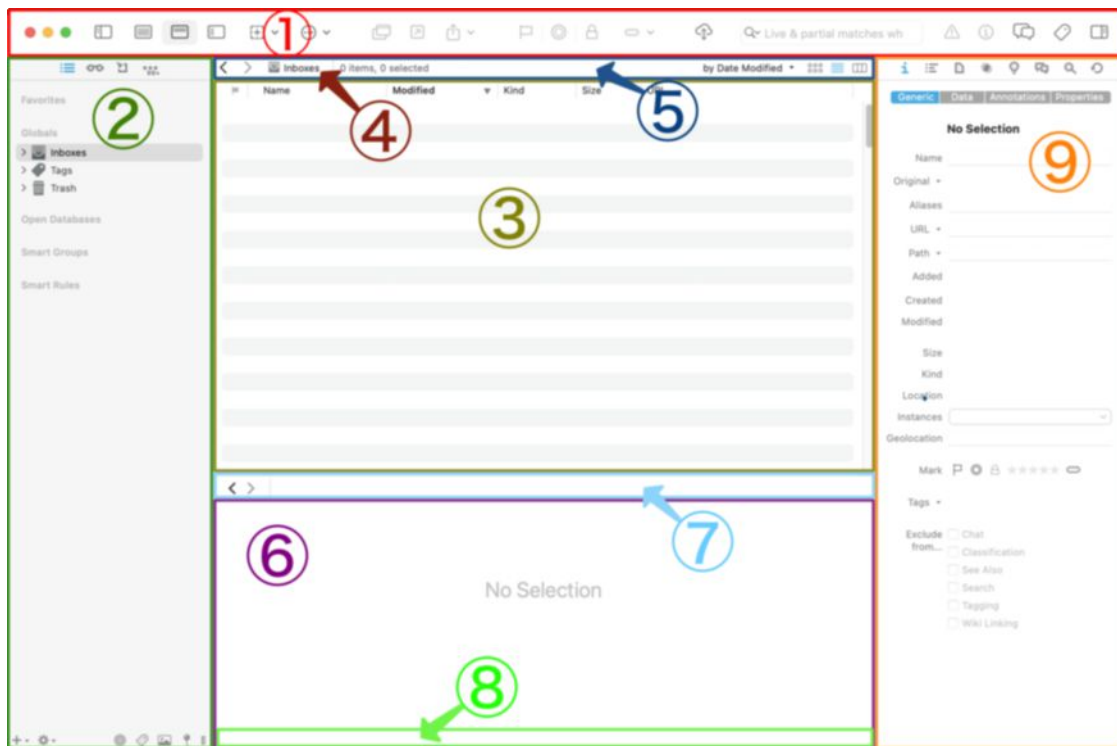 ①
Live & partial matches wh
②
Favorites
Globals
Inboxes
Tags
Trash
Open Databases
Smart Groups
Smart Rules
Inboxes 0 items, 0 selected by Date Modified
④
⑤
Name Modified Kind Size
③
⑦
⑥
No Selection
⑧
Generic Data Annotations Properties
No Selection
⑨
Name
Original
Aliases
URL
Path
Added
Created
Modified
Size
Kind
Location
Instances
Geolocation
Mark
Tags
Exclude from...
Chat
Classification
See Also
Search
Tagging
Wiki Linking